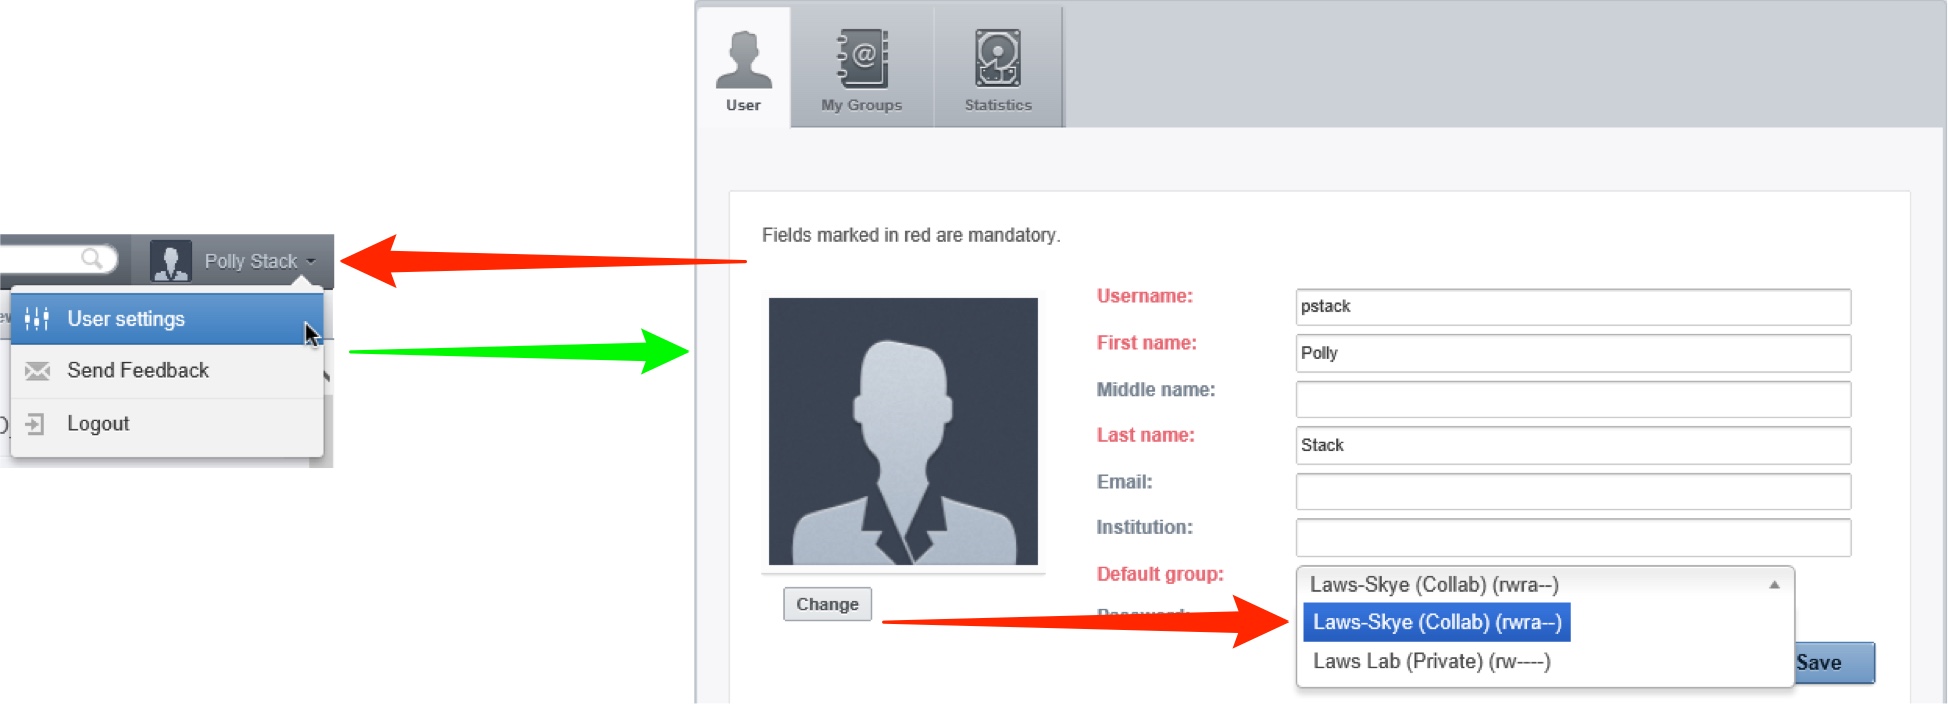 Polly Stack
User settings
Send Feedback
Logout
User
My Groups
Statistics
Fields marked in red are mandatory.
Username: pstack
First name: Polly
Middle name:
Last name: Stack
Email:
Institution:
Default group: Laws-Skye (Collab) (rwra--)
Change
Laws-Skye (Collab) (rwra--)
Laws Lab (Private) (rw----)
Save